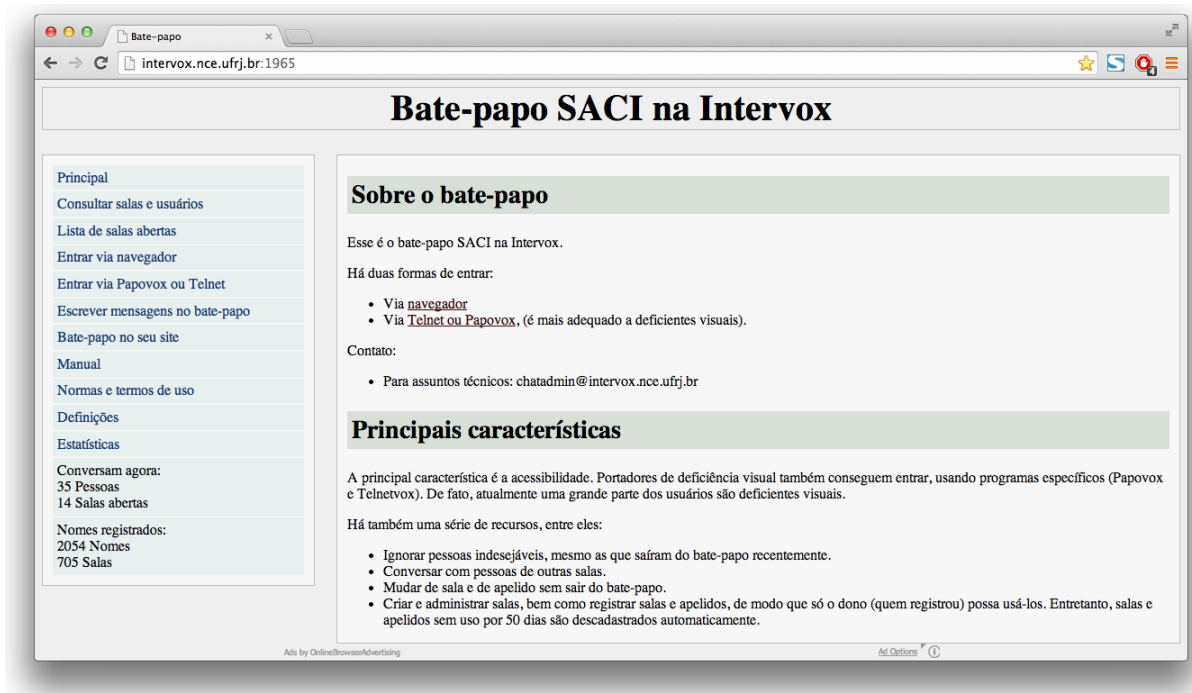 Bate-papo
intervox.nce.ufrj.br:1965
4
Bate-papo SACI na Intervox
Principal
Consultar salas e usuários
Lista de salas abertas
Entrar via navegador
Entrar via Papovox ou Telnet
Escrever mensagens no bate-papo
Bate-papo no seu site
Manual
Normas e termos de uso
Definições
Estatísticas
Conversam agora:
35 Pessoas
14 Salas abertas
Nomes registrados:
2054 Nomes
705 Salas
Sobre o bate-papo
Esse é o bate-papo SACI na Intervox.
Há duas formas de entrar:
• Via navegador
• Via Telnet ou Papovox, (é mais adequado a deficientes visuais).
Contato:
• Para assuntos técnicos: chatadmin@intervox.nce.ufrj.br
Principais características
A principal característica é a acessibilidade. Portadores de deficiência visual também conseguem entrar, usando programas específicos (Papovox
e Telnetvox). De fato, atualmente uma grande parte dos usuários são deficientes visuais.
Há também uma série de recursos, entre eles:
• Ignorar pessoas indesejáveis, mesmo as que saíram do bate-papo recentemente.
• Conversar com pessoas de outras salas.
• Mudar de sala e de apelido sem sair do bate-papo.
• Criar e administrar salas, bem como registrar salas e apelidos, de modo que só o dono (quem registrou) possa usá-los. Entretanto, salas e
apelidos sem uso por 50 dias são descadastrados automaticamente.
Ads by OnlineBrowserAdvertising
Ad Options